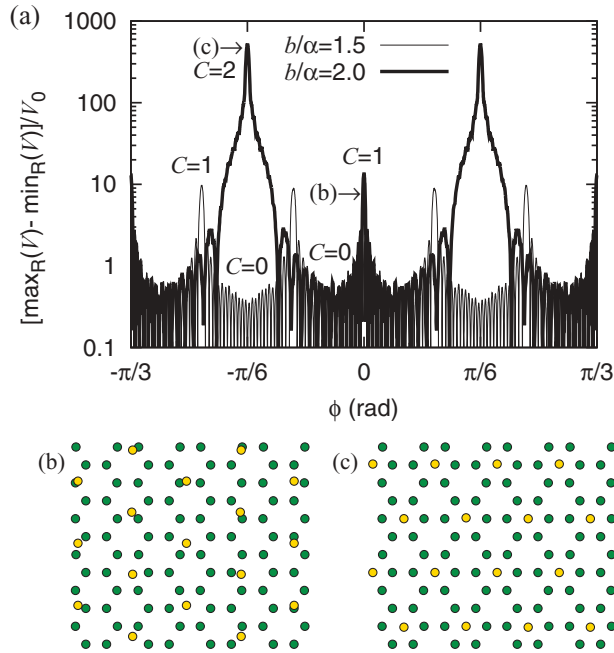 (a)
[max_R(V)- min_R(V)]/V_0
1000
100
10
1
0.1
(c)→
C=2
b/α=1.5
b/α=2.0
C=1
C=1
(b)→
C=0
C=0
-π/3
-π/6
0
π/6
π/3
ϕ (rad)
(b)
(c)